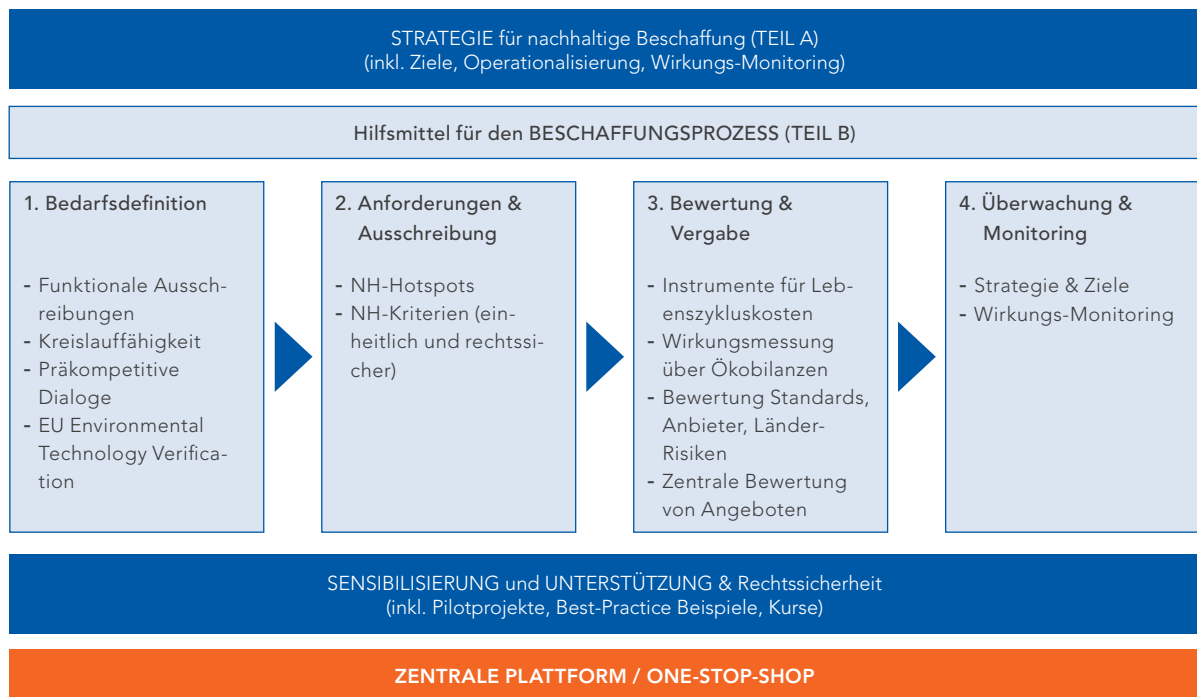 STRATEGIE für nachhaltige Beschaffung (TEIL A)
(inkl. Ziele, Operationalisierung, Wirkungs-Monitoring)
Hilfsmittel für den BESCHAFFUNGSPROZESS (TEIL B)
1. Bedarfsdefinition
- Funktionale Aussch-
reibungen
- Kreislauffähigkeit
- Präkompetitive
Dialoge
- EU Environmental
Technology Verifica-
tion
2. Anforderungen &
Ausschreibung
- NH-Hotspots
- NH-Kriterien (ein-
heitlich und rechtssi-
cher)
3. Bewertung &
Vergabe
- Instrumente für Leb-
enszykluskosten
- Wirkungsmessung
über Ökobilanzen
- Bewertung Standards,
Anbieter, Länder-
Risiken
- Zentrale Bewertung
von Angeboten
4. Überwachung &
Monitoring
- Strategie & Ziele
- Wirkungs-Monitoring
SENSIBILISIERUNG und UNTERSTÜTZUNG & Rechtssicherheit
(inkl. Pilotprojekte, Best-Practice Beispiele, Kurse)
ZENTRALE PLATTFORM / ONE-STOP-SHOP